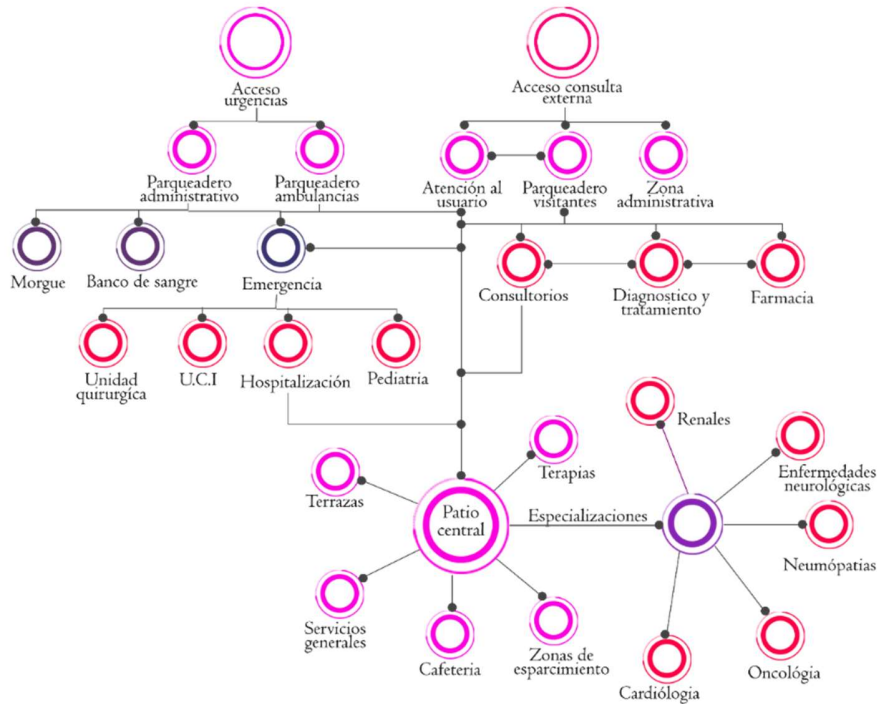 Acceso
urgencias
Acceso consulta
externa
Parqueadero
administrativo
Parqueadero
ambulancias
Atención al
usuario
Parqueadero
visitantes
Zona
administrativa
Morgue
Banco de sangre
Emergencia
Consultorios
Diagnostico y
tratamiento
Farmacia
Unidad
quirurgíca
U.C.I
Hospitalización
Pediatría
Renales
Terapias
Enfermedades
neurológicas
Terrazas
Patio
central
Especializaciones
Neumópatias
Servicios
generales
Cafeteria
Zonas de
esparcimiento
Cardiólogia
Oncológia